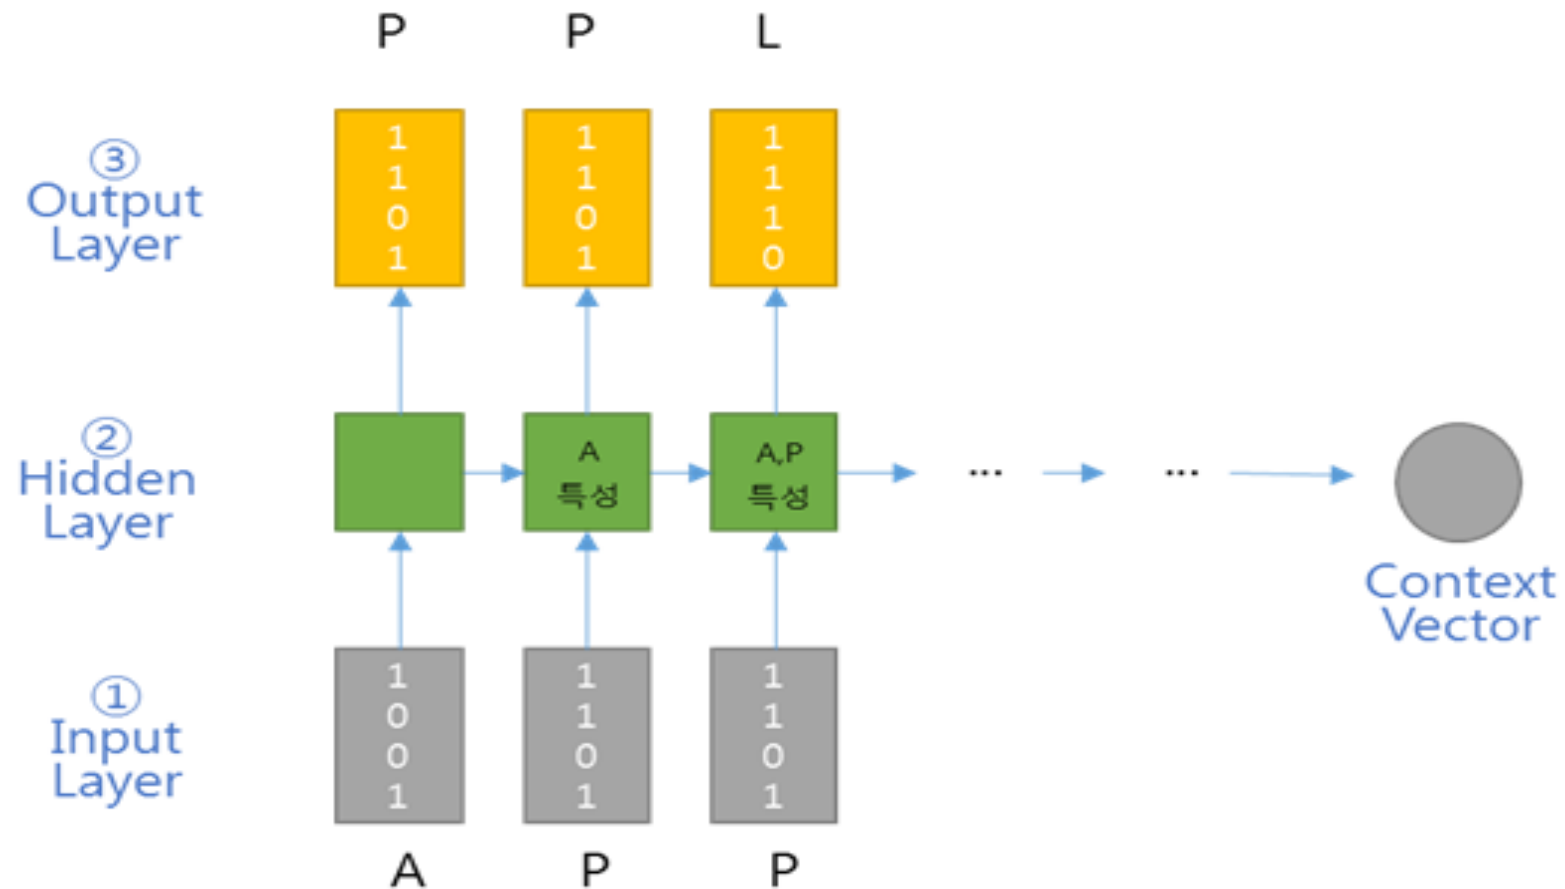 P P L
③
Output
Layer
1 1 1
1 1 1
0 0 1
1 1 0
②
Hidden
Layer
A
특성
A,P
특성
... ...
Context
Vector
①
Input
Layer
1 1 1
0 1 1
0 0 0
1 1 1
A P P